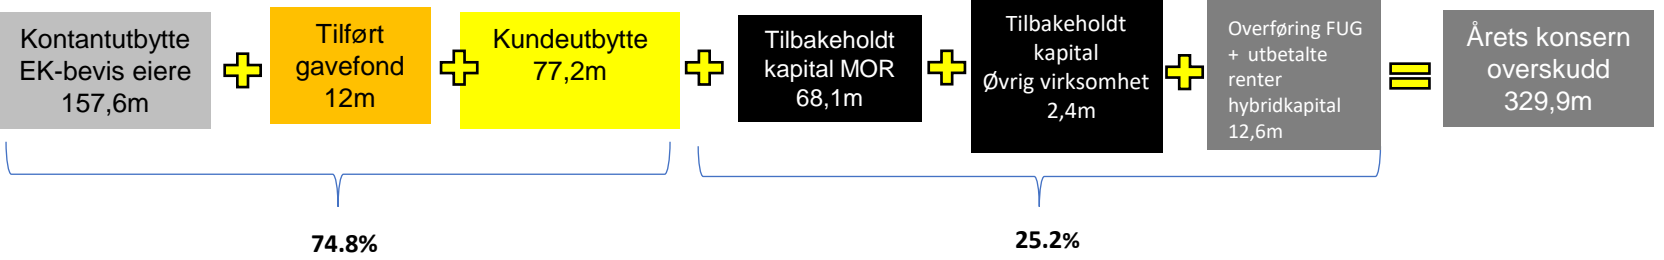 Kontantutbytte
EK-bevis eiere
157,6m
Tilført
gavefond
12m
Kundeutbytte
77,2m
Tilbakeholdt
kapital MOR
68,1m
Tilbakeholdt
kapital
Øvrig virksomhet
2,4m
Overføring FUG
+ utbetalte
renter
hybridkapital
12,6m
Årets konsern
overskudd
329,9m
74.8%
25.2%